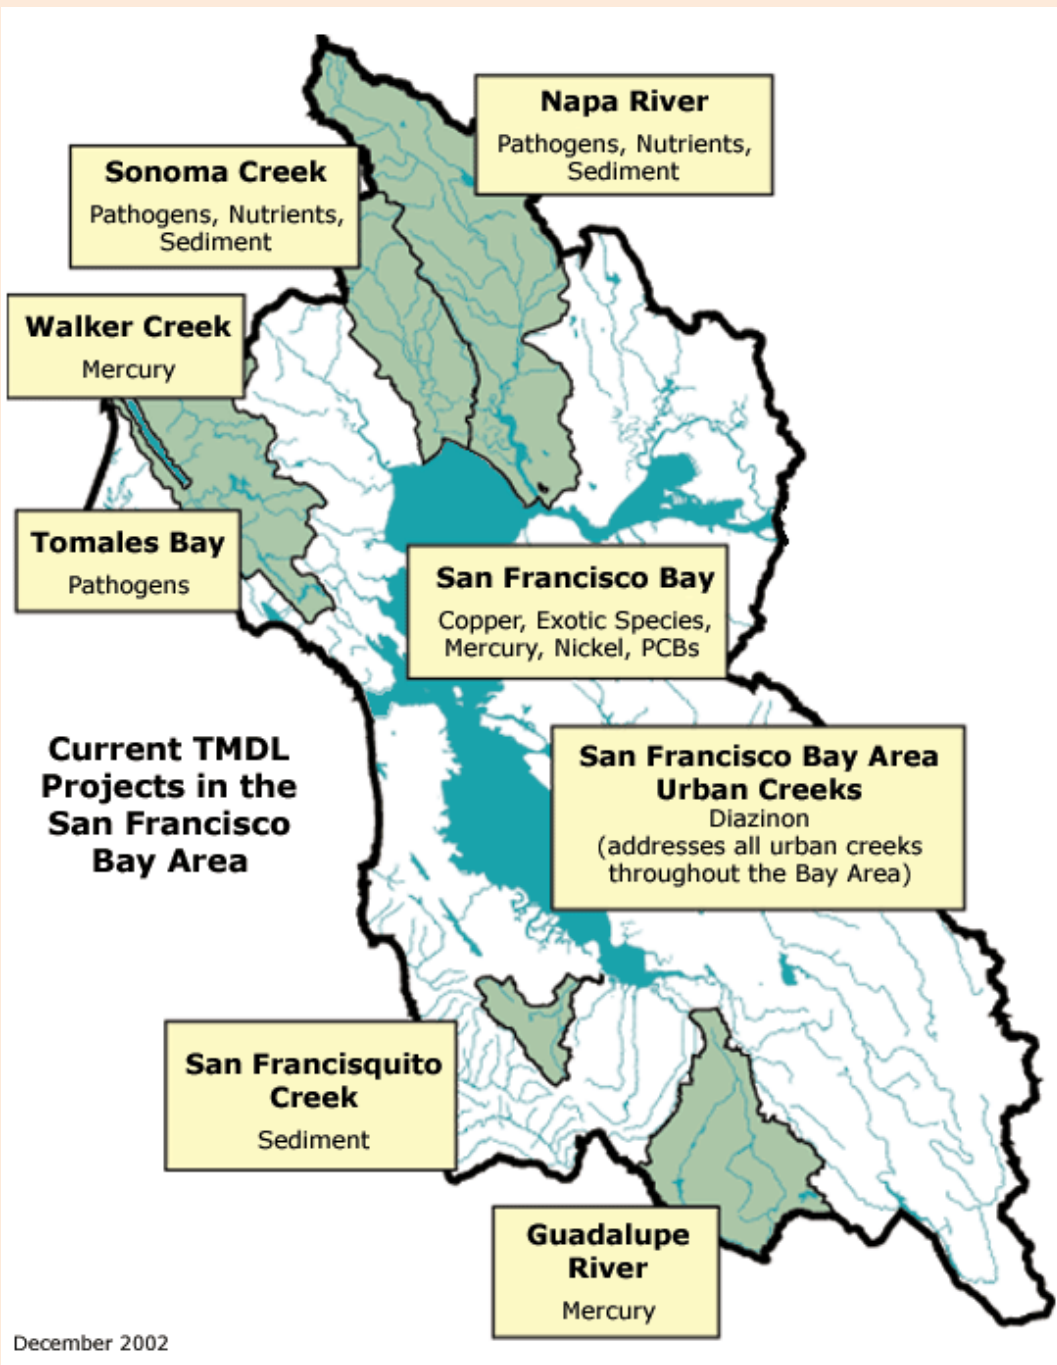 Napa River
Pathogens, Nutrients,
Sediment
Sonoma Creek
Pathogens, Nutrients,
Sediment
Walker Creek
Mercury
Tomales Bay
Pathogens
San Francisco Bay
Copper, Exotic Species,
Mercury, Nickel, PCBs
San Francisco Bay Area
Urban Creeks
Diazinon
(addresses all urban creeks
throughout the Bay Area)
Current TMDL
Projects in the
San Francisco
Bay Area
San Francisquito
Creek
Sediment
Guadalupe
River
Mercury
December 2002